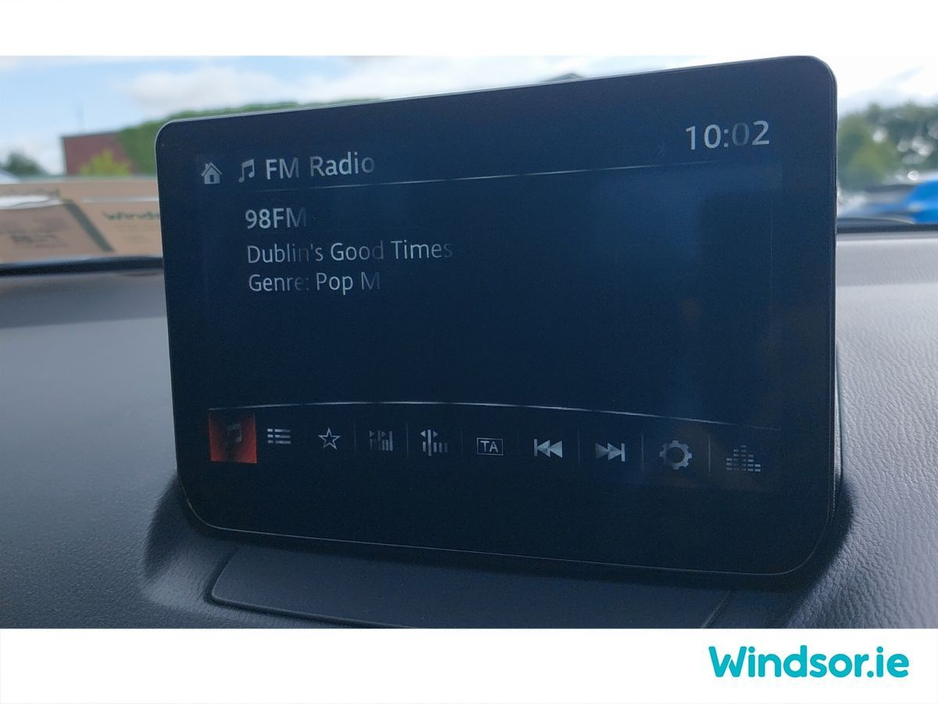 10:02
FM Radio
98FM
Dublin's Good Times
Genre: Pop M
TA
Windsor.ie